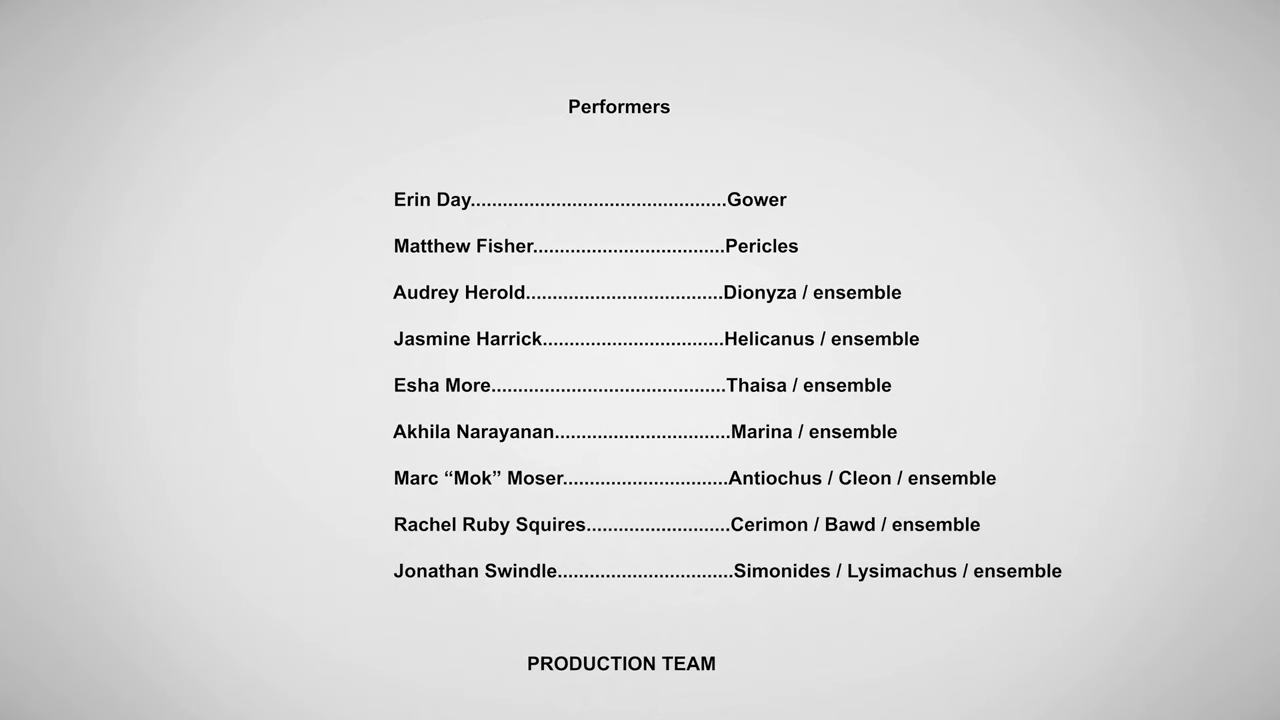 Performers
Erin Day.................................................Gower
Matthew Fisher....................................Pericles
Audrey Herold.....................................Dionyza / ensemble
Jasmine Harrick..................................Helicanus / ensemble
Esha More............................................Thaisa / ensemble
Akhila Narayanan.................................Marina / ensemble
Marc “Mok” Moser...............................Antiochus / Cleon / ensemble
Rachel Ruby Squires...........................Cerimon / Bawd / ensemble
Jonathan Swindle.................................Simonides / Lysimachus / ensemble
PRODUCTION TEAM